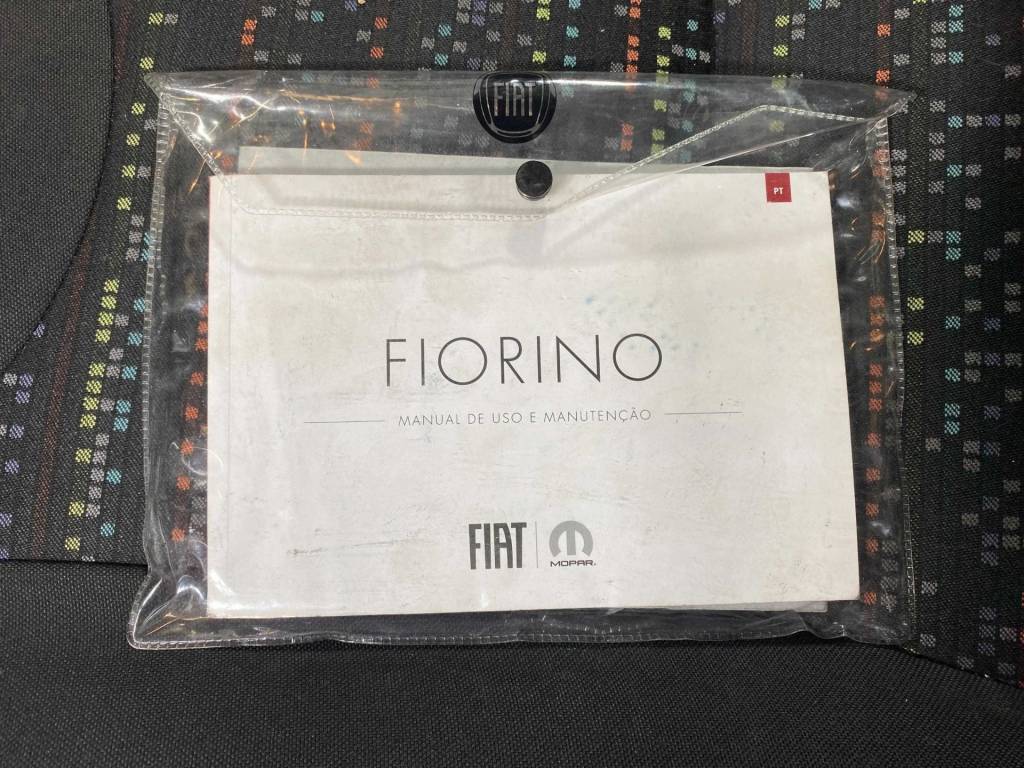 FIAT
PT
FIORINO
MANUAL DE USO E MANUTENÇÃO
FIAT
MOPAR®